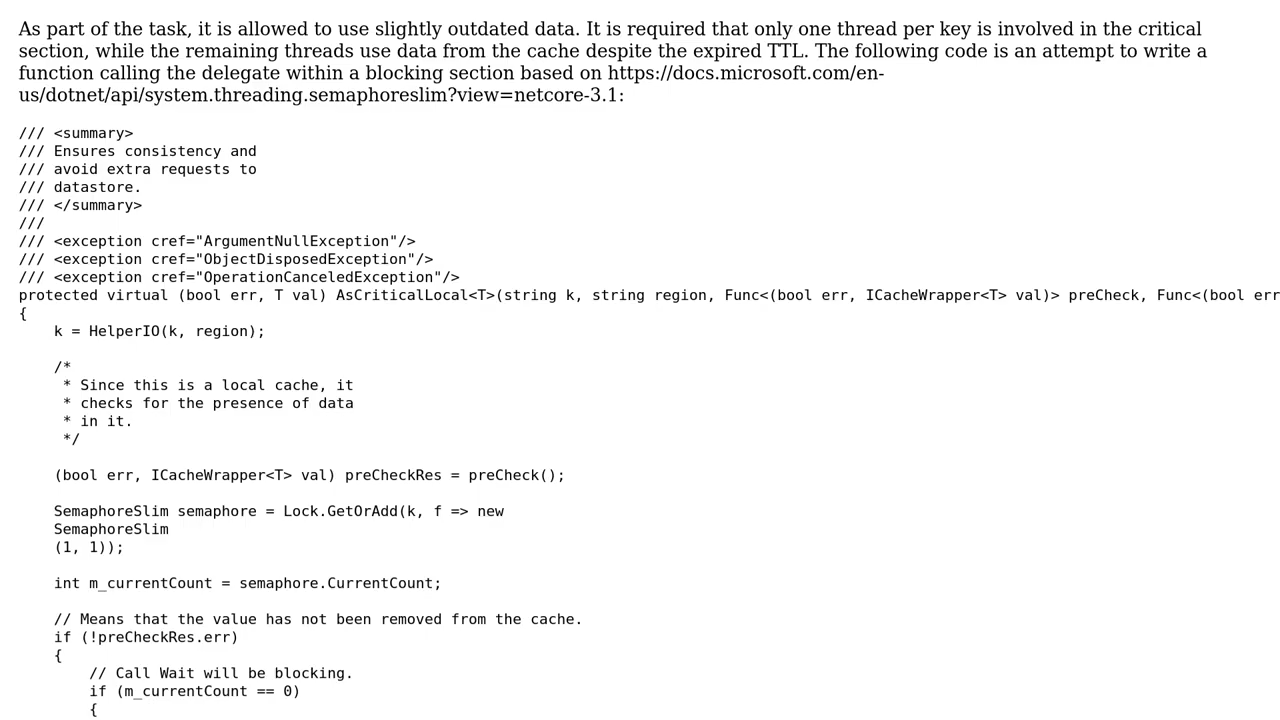 As part of the task, it is allowed to use slightly outdated data. It is required that only one thread per key is involved in the critical
section, while the remaining threads use data from the cache despite the expired TTL. The following code is an attempt to write a
function calling the delegate within a blocking section based on https://docs.microsoft.com/en-
us/dotnet/api/system.threading.semaphoreslim?view=netcore-3.1:
/// <summary>
/// Ensures consistency and
/// avoid extra requests to
/// datastore.
/// </summary>
///
/// <exception cref="ArgumentNullException"/>
/// <exception cref="ObjectDisposedException"/>
/// <exception cref="OperationCanceledException"/>
protected virtual (bool err, T val) AsCriticalLocal<T>(string k, string region, Func<(bool err, ICacheWrapper<T> val)> preCheck, Func<(bool err
{
    k = HelperIO(k, region);
    /*
     * Since this is a local cache, it
     * checks for the presence of data
     * in it.
     */
    (bool err, ICacheWrapper<T> val) preCheckRes = preCheck();
    SemaphoreSlim semaphore = Lock.GetOrAdd(k, f => new
    SemaphoreSlim
    (1, 1));
    int m_currentCount = semaphore.CurrentCount;
    // Means that the value has not been removed from the cache.
    if (!preCheckRes.err)
    {
        // Call Wait will be blocking.
        if (m_currentCount == 0)
        {